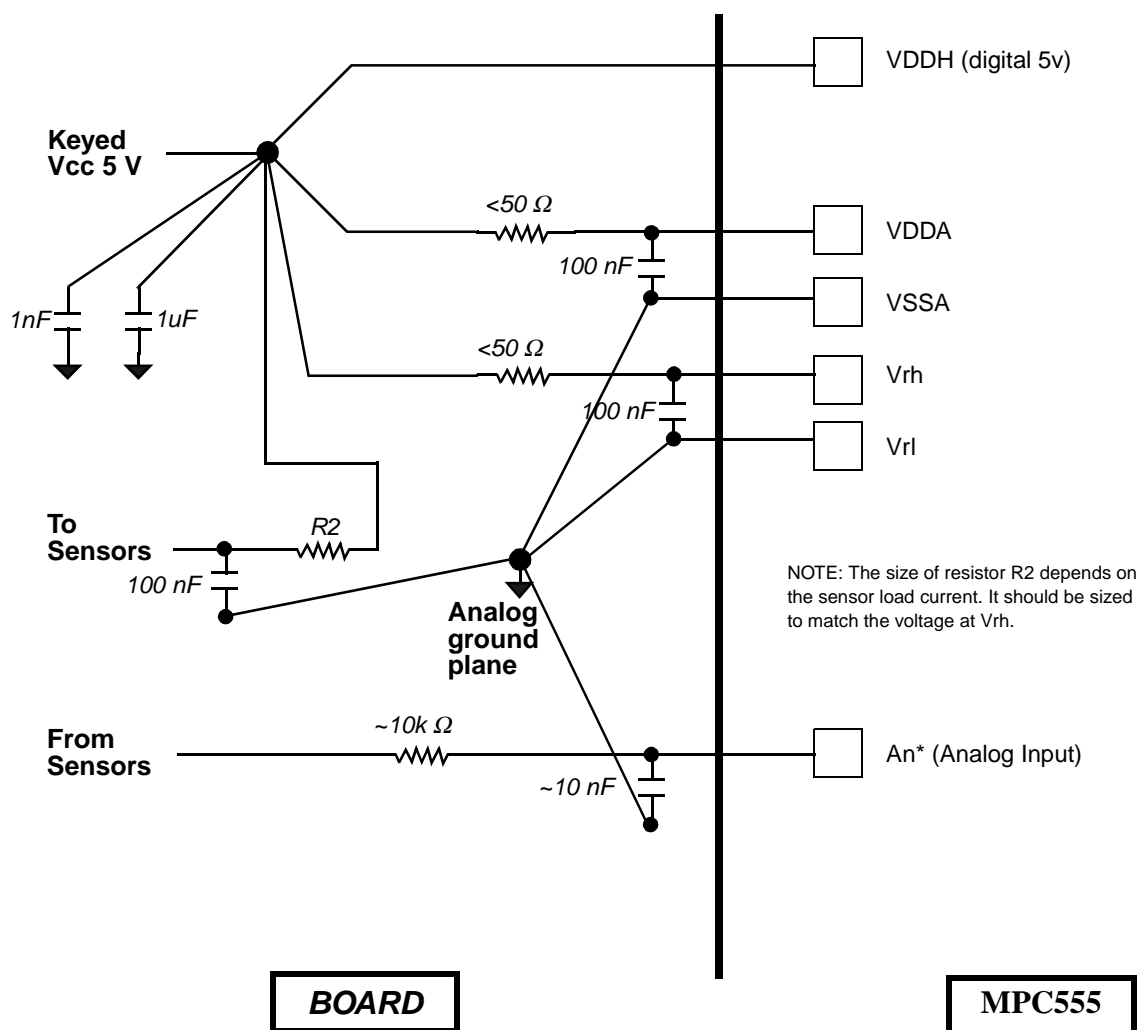 VDDH (digital 5v)
Keyed
Vcc 5 V
<50 Ω
VDDA
100 nF
VSSA
1nF
1uF
<50 Ω
Vrh
100 nF
Vrl
To
Sensors
R2
100 nF
Analog
ground
plane
NOTE: The size of resistor R2 depends on
the sensor load current. It should be sized
to match the voltage at Vrh.
From
Sensors
~10k Ω
An* (Analog Input)
~10 nF
BOARD
MPC555